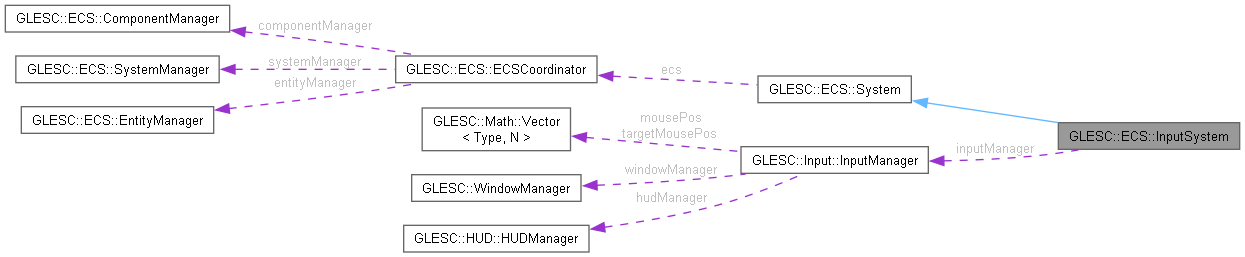 GLESC::ECS::ComponentManager
componentManager
GLESC::ECS::SystemManager
systemManager
GLESC::ECS::ECSCoordinator
ecs
entityManager
GLESC::ECS::System
GLESC::ECS::EntityManager
GLESC::Math::Vector
< Type, N >
mousePos
targetMousePos
GLESC::ECS::InputSystem
inputManager
GLESC::Input::InputManager
windowManager
GLESC::WindowManager
hudManager
GLESC::HUD::HUDManager